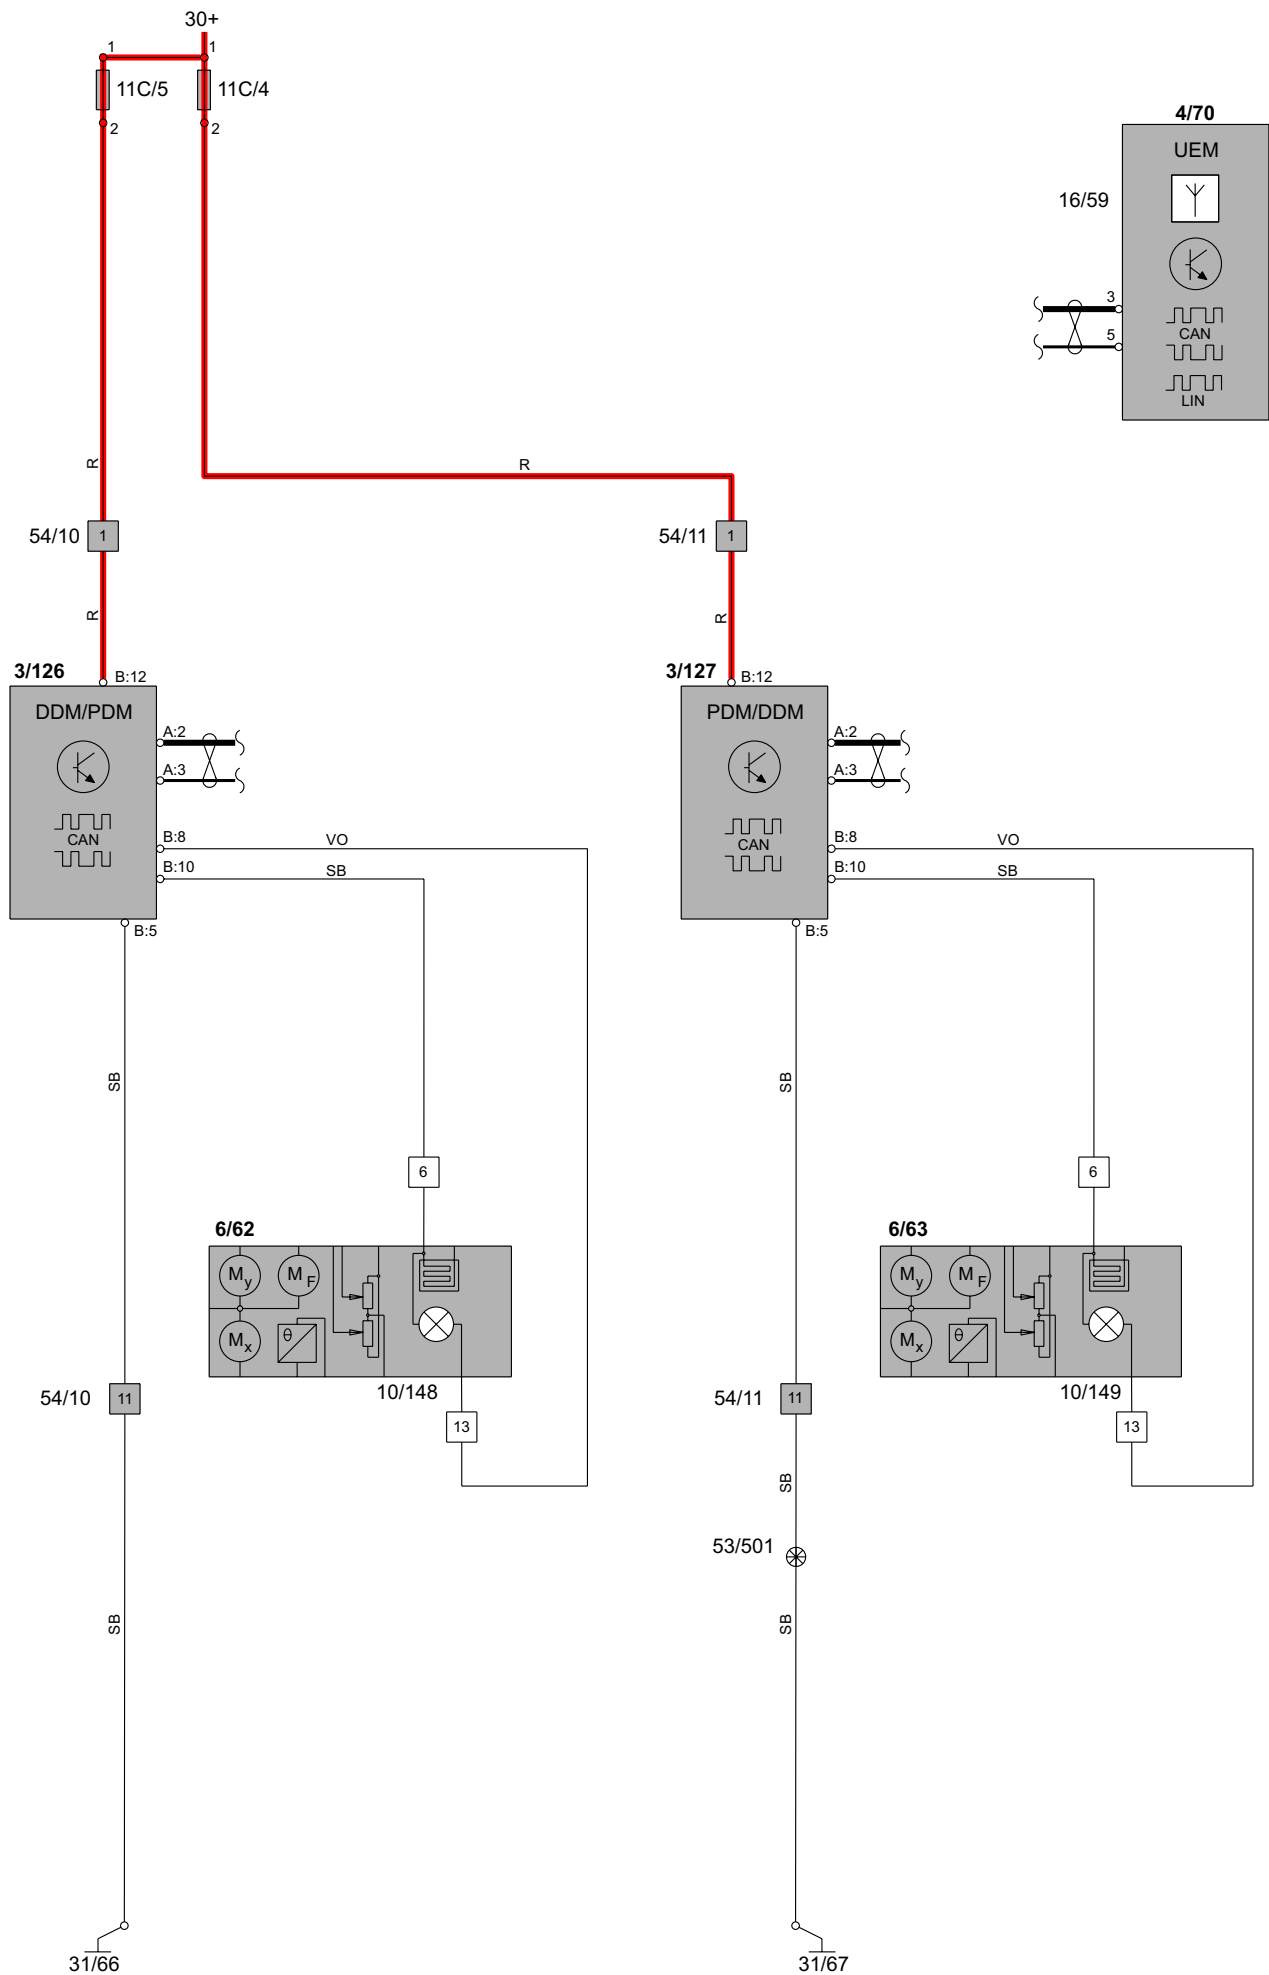 30+
1
1
11C/5
11C/4
2
2
4/70
UEM
16/59
3
5
CAN
LIN
R
R
54/10
1
54/11
1
R
R
3/126
B:12
3/127
B:12
DDM/PDM
PDM/DDM
A:2
A:2
A:3
A:3
CAN
CAN
B:8
VO
B:8
VO
B:10
SB
B:10
SB
B:5
B:5
SB
SB
6
6
6/62
6/63
My
MF
My
MF
Mx
θ
Mx
θ
10/148
10/149
54/10
11
54/11
11
13
13
SB
53/501
SB
SB
31/66
31/67